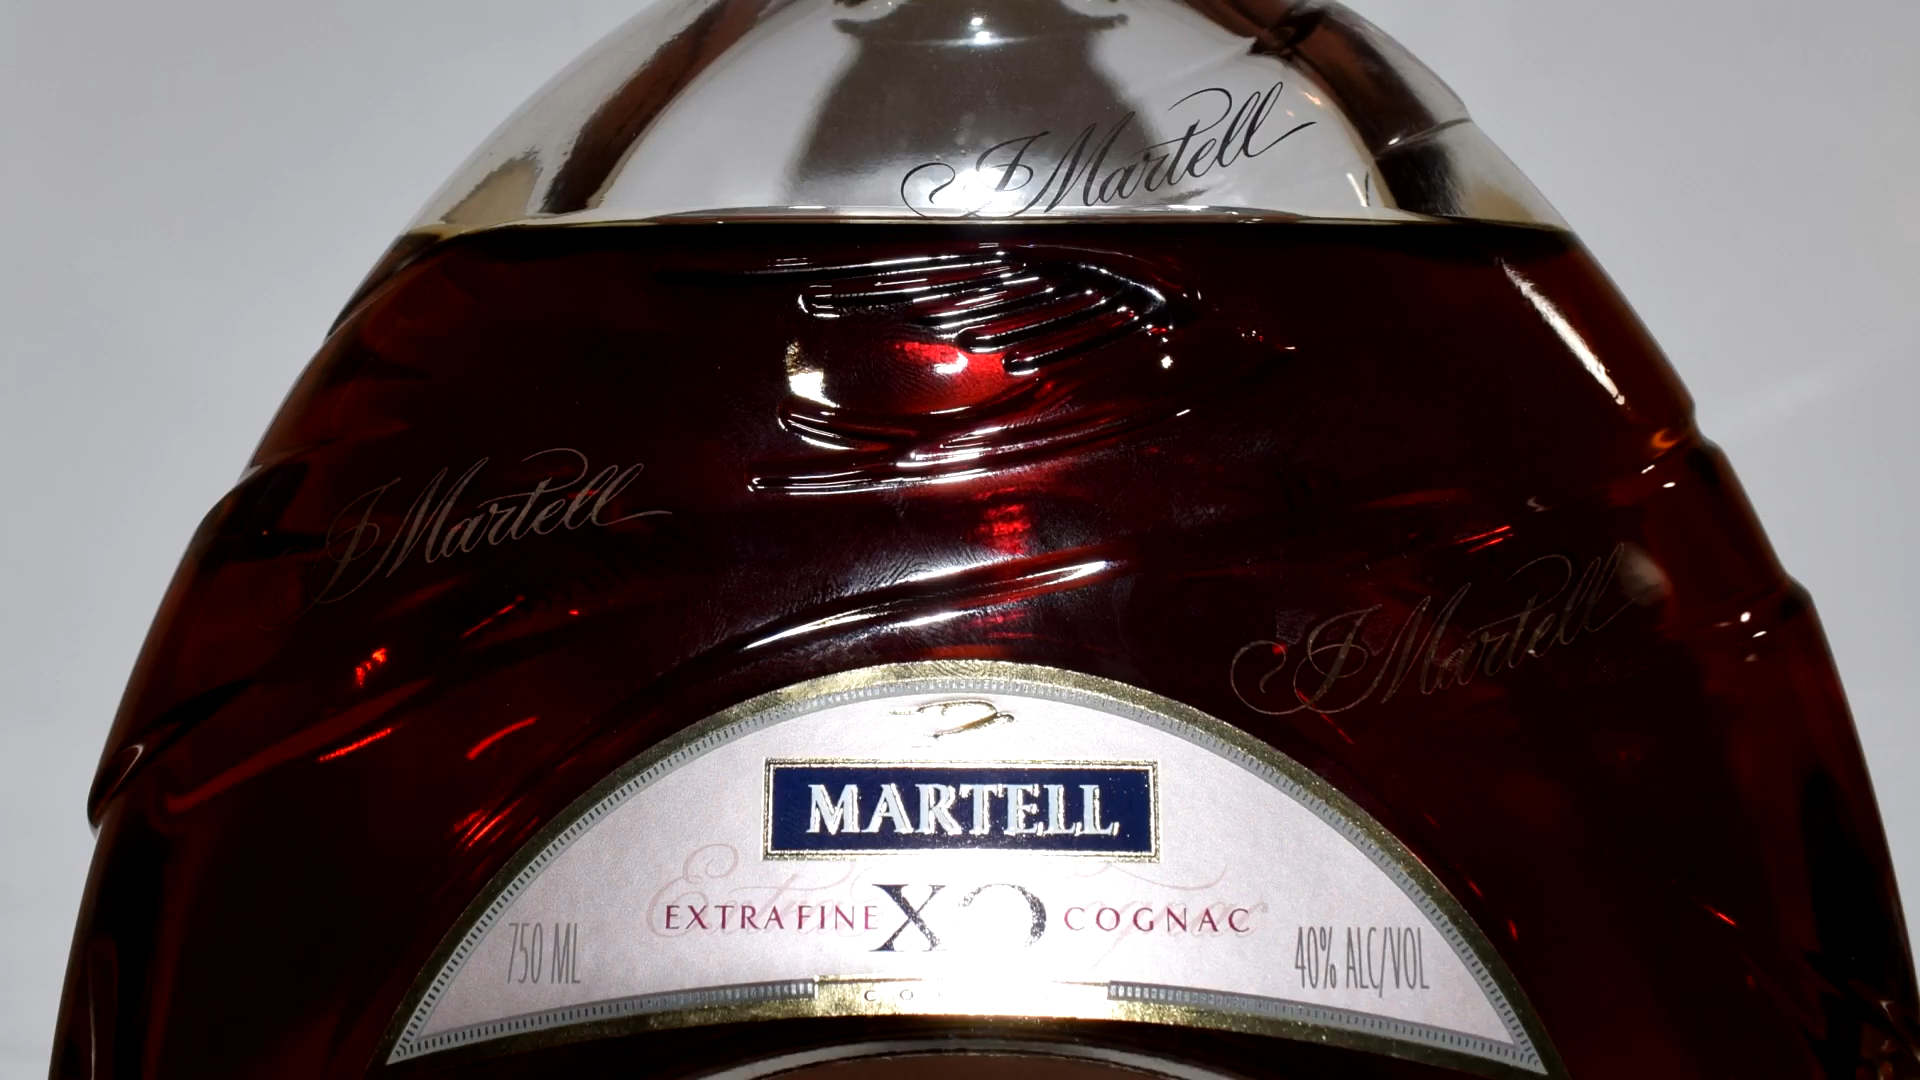 J Martell
J Martell
J Martell
MARTELL
EXTRA FINE XO COGNAC
750 ML
40% ALC/VOL